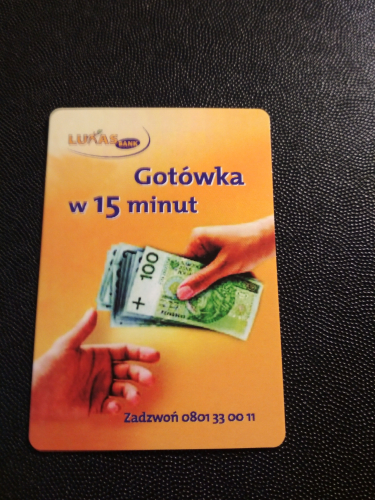 LUKAS BANK
Gotówka
w 15 minut
100
Zadzwoń 0801 33 00 11